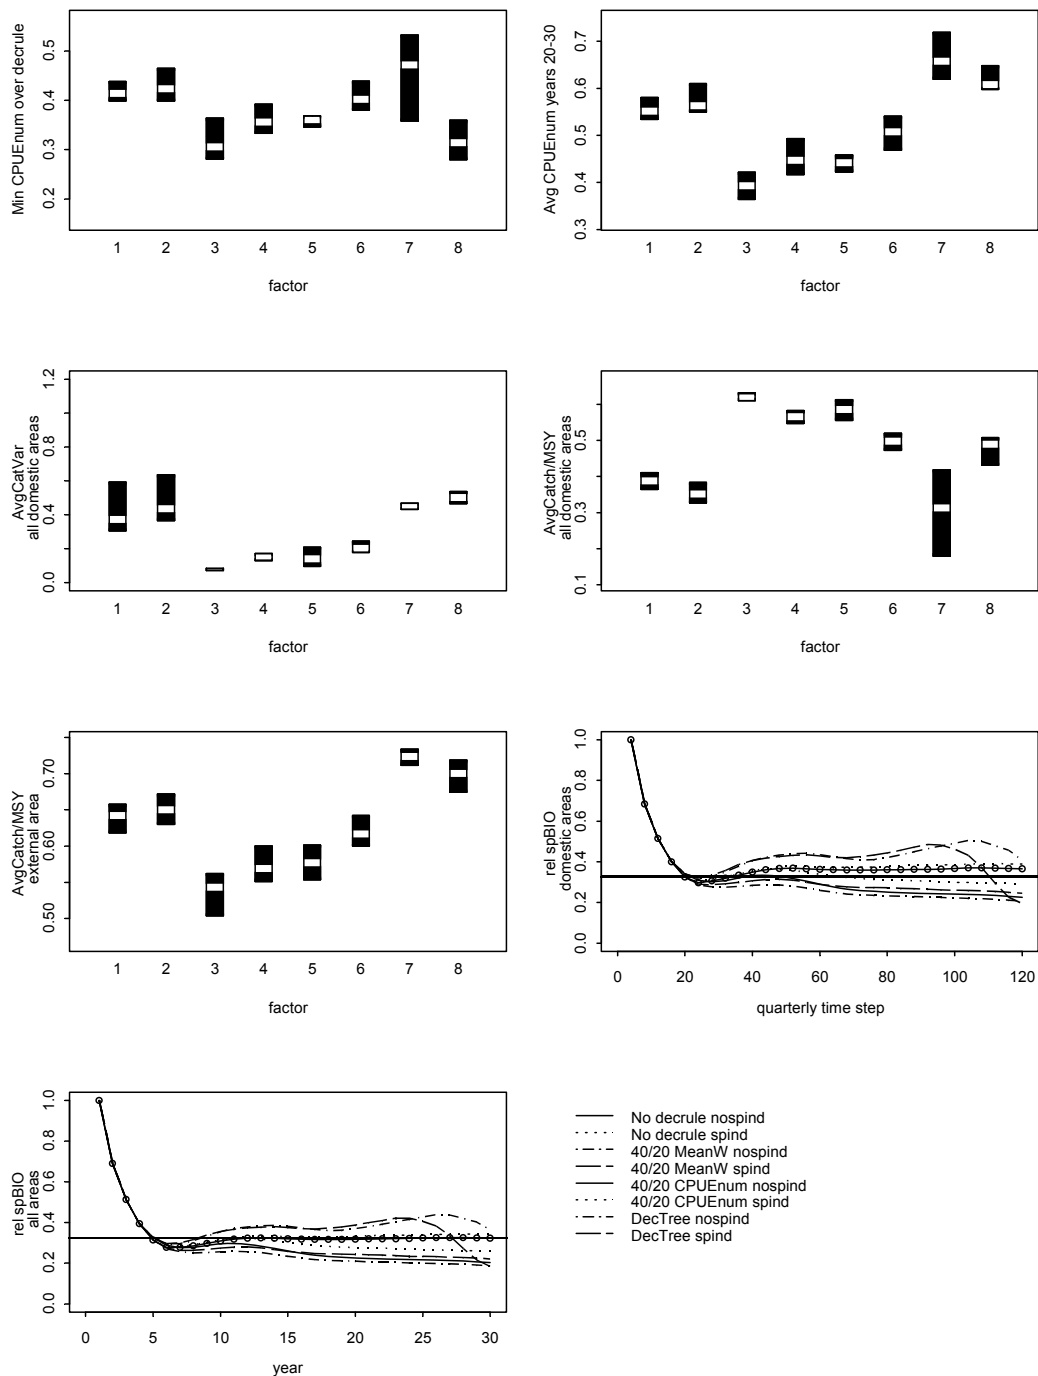 Min CPUEnum over decrule
0.5
0.4
0.3
0.2
1 2 3 4 5 6 7 8
factor
Avg CPUEnum years 20-30
0.7
0.6
0.5
0.4
0.3
1 2 3 4 5 6 7 8
factor
AvgCatVar
all domestic areas
1.2
0.8
0.4
0.0
1 2 3 4 5 6 7 8
factor
AvgCatch/MSY
all domestic areas
0.5
0.3
0.1
1 2 3 4 5 6 7 8
factor
AvgCatch/MSY
external area
0.70
0.60
0.50
1 2 3 4 5 6 7 8
factor
rel spBIO
domestic areas
1.0
0.8
0.6
0.4
0.2
0.0
0 20 40 60 80 100 120
quarterly time step
rel spBIO
all areas
1.0
0.8
0.6
0.4
0.2
0.0
0 5 10 15 20 25 30
year
No decrule nospind
No decrule spind
40/20 MeanW nospind
40/20 MeanW spind
40/20 CPUEnum nospind
40/20 CPUEnum spind
DecTree nospind
DecTree spind